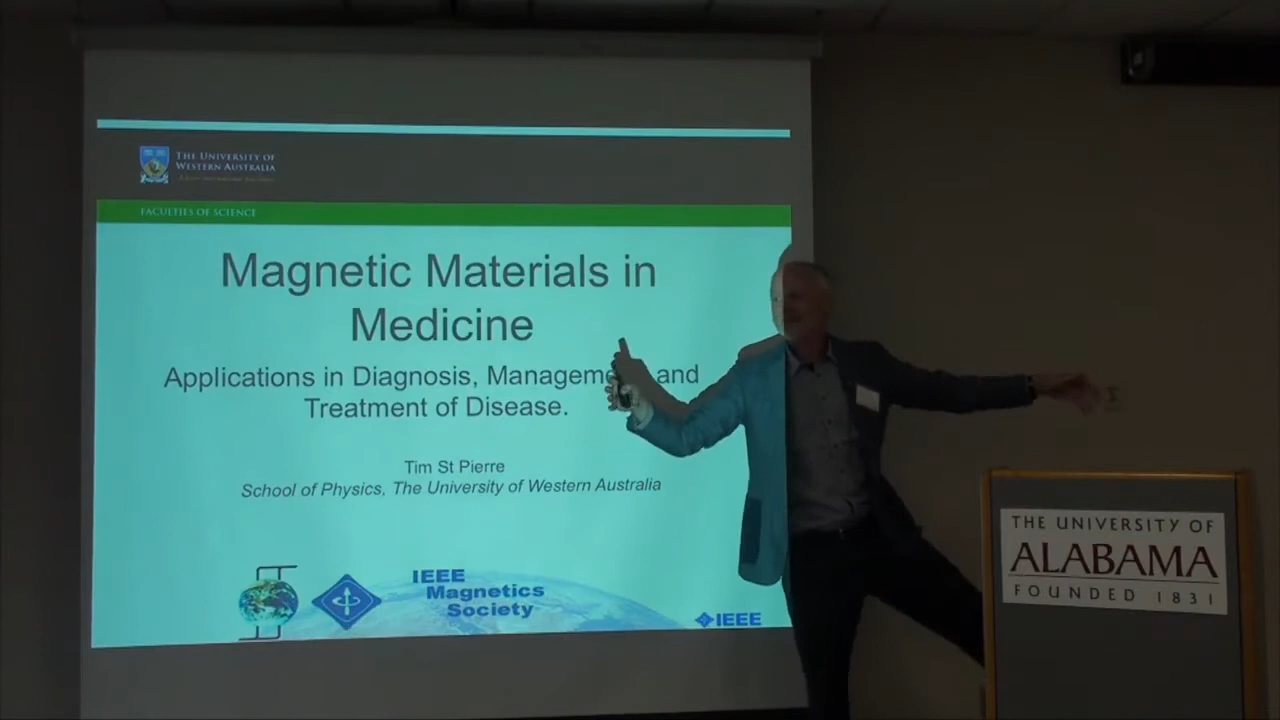 THE UNIVERSITY OF
WESTERN AUSTRALIA
FACULTIES OF SCIENCE
Magnetic Materials in
Medicine
Applications in Diagnosis, Manageme and
Treatment of Disease.
Tim St Pierre
School of Physics, The University of Western Australia
IEEE
Magnetics
Society
IEEE
THE UNIVERSITY OF
ALABAMA
FOUNDED 1831